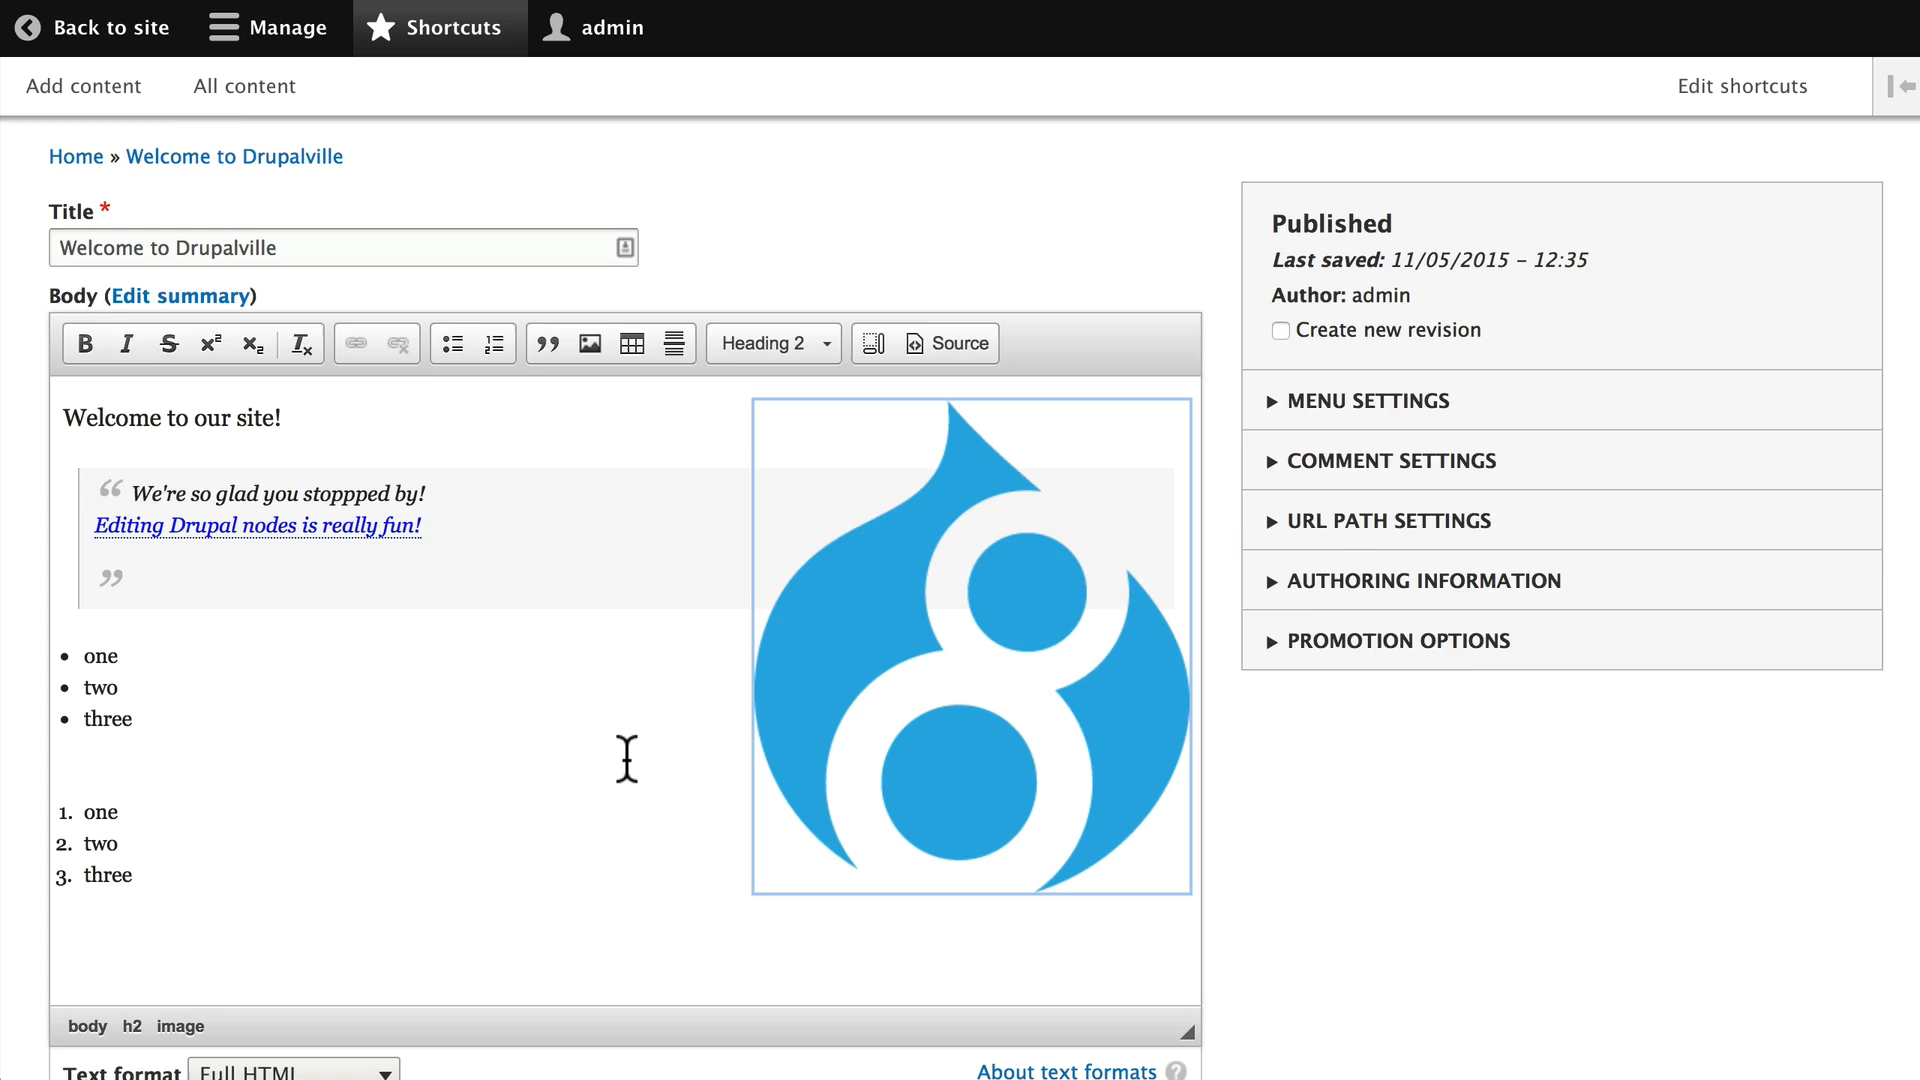 Back to site Manage Shortcuts admin
Add content All content Edit shortcuts
Home » Welcome to Drupalville
Title *
Welcome to Drupalville
Body (Edit summary)
B I S x² x₂ Tx Heading 2 Source
Welcome to our site!
“ We're so glad you stoppped by!
Editing Drupal nodes is really fun!
”
• one
• two
• three
1. one
2. two
3. three
body h2 image
Text format Full HTML About text formats ?
Published
Last saved: 11/05/2015 – 12:35
Author: admin
Create new revision
MENU SETTINGS
COMMENT SETTINGS
URL PATH SETTINGS
AUTHORING INFORMATION
PROMOTION OPTIONS